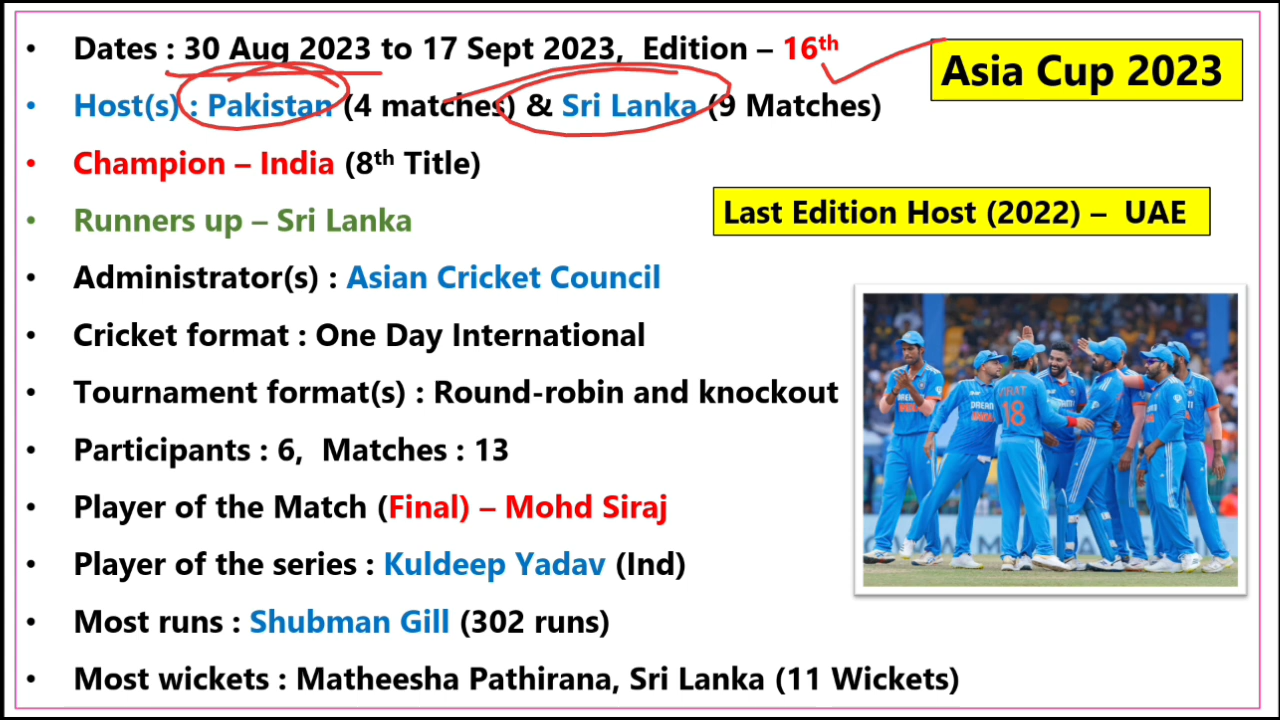 • Dates : 30 Aug 2023 to 17 Sept 2023, Edition – 16th
Asia Cup 2023
• Host(s) : Pakistan (4 matches) & Sri Lanka (9 Matches)
• Champion – India (8th Title)
• Runners up – Sri Lanka
Last Edition Host (2022) – UAE
• Administrator(s) : Asian Cricket Council
• Cricket format : One Day International
• Tournament format(s) : Round-robin and knockout
• Participants : 6, Matches : 13
• Player of the Match (Final) – Mohd Siraj
• Player of the series : Kuldeep Yadav (Ind)
• Most runs : Shubman Gill (302 runs)
• Most wickets : Matheesha Pathirana, Sri Lanka (11 Wickets)
VIRAT
18
DREAM